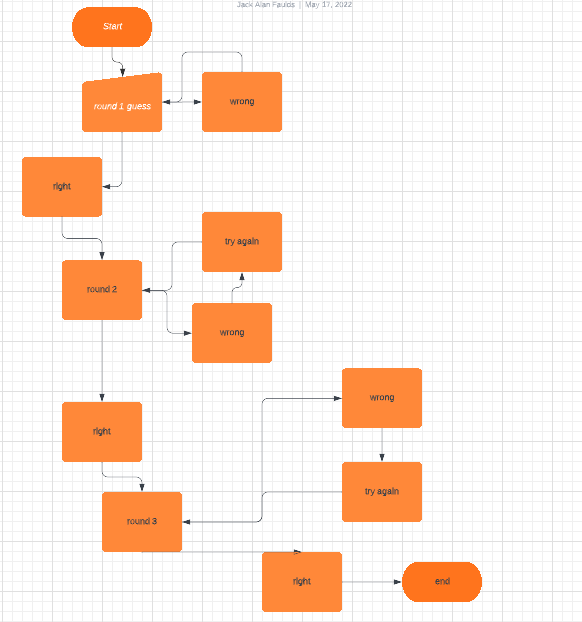 Jack Alan Faulds | May 17, 2022
Start
round 1 guess
wrong
right
try again
round 2
wrong
wrong
right
try again
round 3
right
end